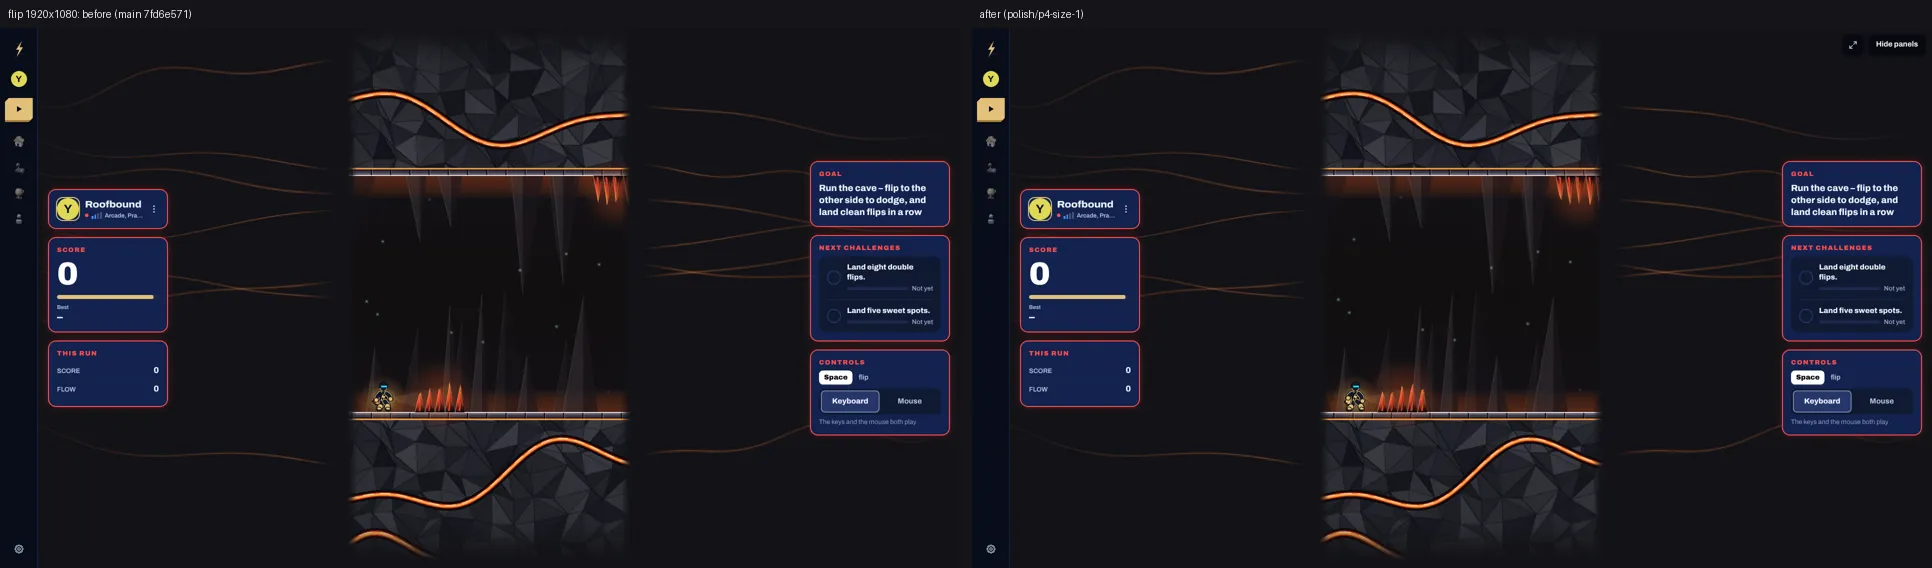 flip 1920x1080: before (main 7fd6e571)
Y
Y
Roofbound
Arcade, Pra...
SCORE
0
Best
–
THIS RUN
SCORE 0
FLOW 0
GOAL
Run the cave – flip to the
other side to dodge, and
land clean flips in a row
NEXT CHALLENGES
Land eight double
flips.
Not yet
Land five sweet spots.
Not yet
CONTROLS
Space flip
Keyboard Mouse
The keys and the mouse both play
after (polish/p4-size-1)
Hide panels
Y
Y
Roofbound
Arcade, Pra...
SCORE
0
Best
–
THIS RUN
SCORE 0
FLOW 0
GOAL
Run the cave – flip to the
other side to dodge, and
land clean flips in a row
NEXT CHALLENGES
Land eight double
flips.
Not yet
Land five sweet spots.
Not yet
CONTROLS
Space flip
Keyboard Mouse
The keys and the mouse both play